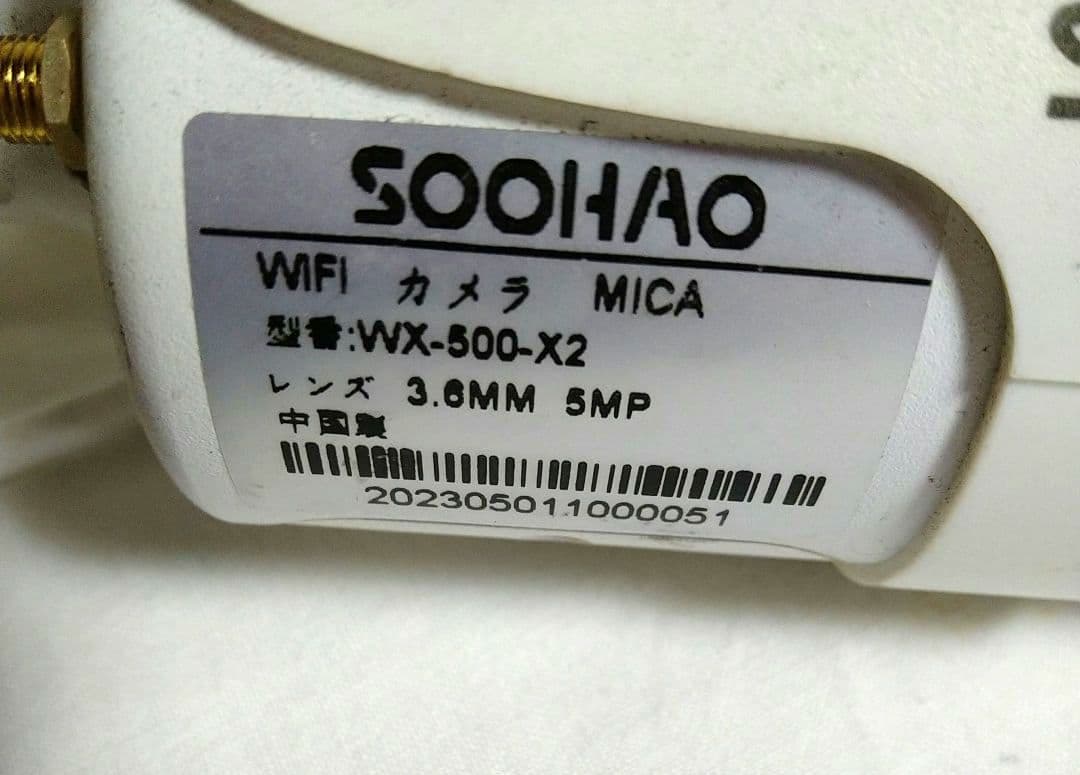 SOOHAO
WIFI カメラ MICA
型番:WX-500-X2
レンズ 3.6MM 5MP
中国製
202305011000051